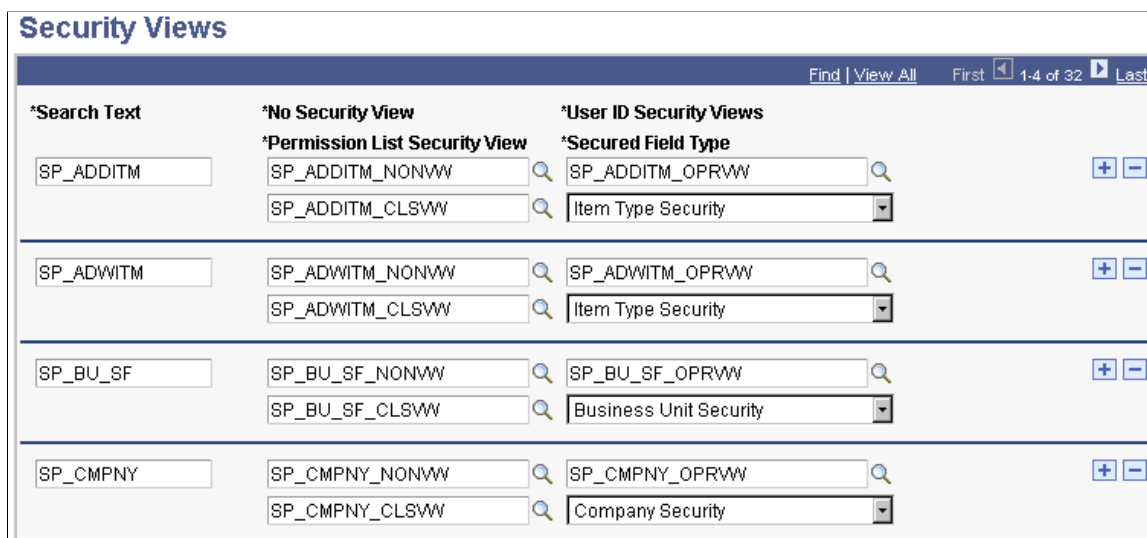 Security Views
Find | View All First 1-4 of 32 Last
*Search Text *No Security View *User ID Security Views
*Permission List Security View *Secured Field Type
SP_ADDITM SP_ADDITM_NONVW SP_ADDITM_OPRVW
SP_ADDITM_CLSVW Item Type Security
SP_ADWITM SP_ADWITM_NONVW SP_ADWITM_OPRVW
SP_ADWITM_CLSVW Item Type Security
SP_BU_SF SP_BU_SF_NONVW SP_BU_SF_OPRVW
SP_BU_SF_CLSVW Business Unit Security
SP_CMPNY SP_CMPNY_NONVW SP_CMPNY_OPRVW
SP_CMPNY_CLSVW Company Security